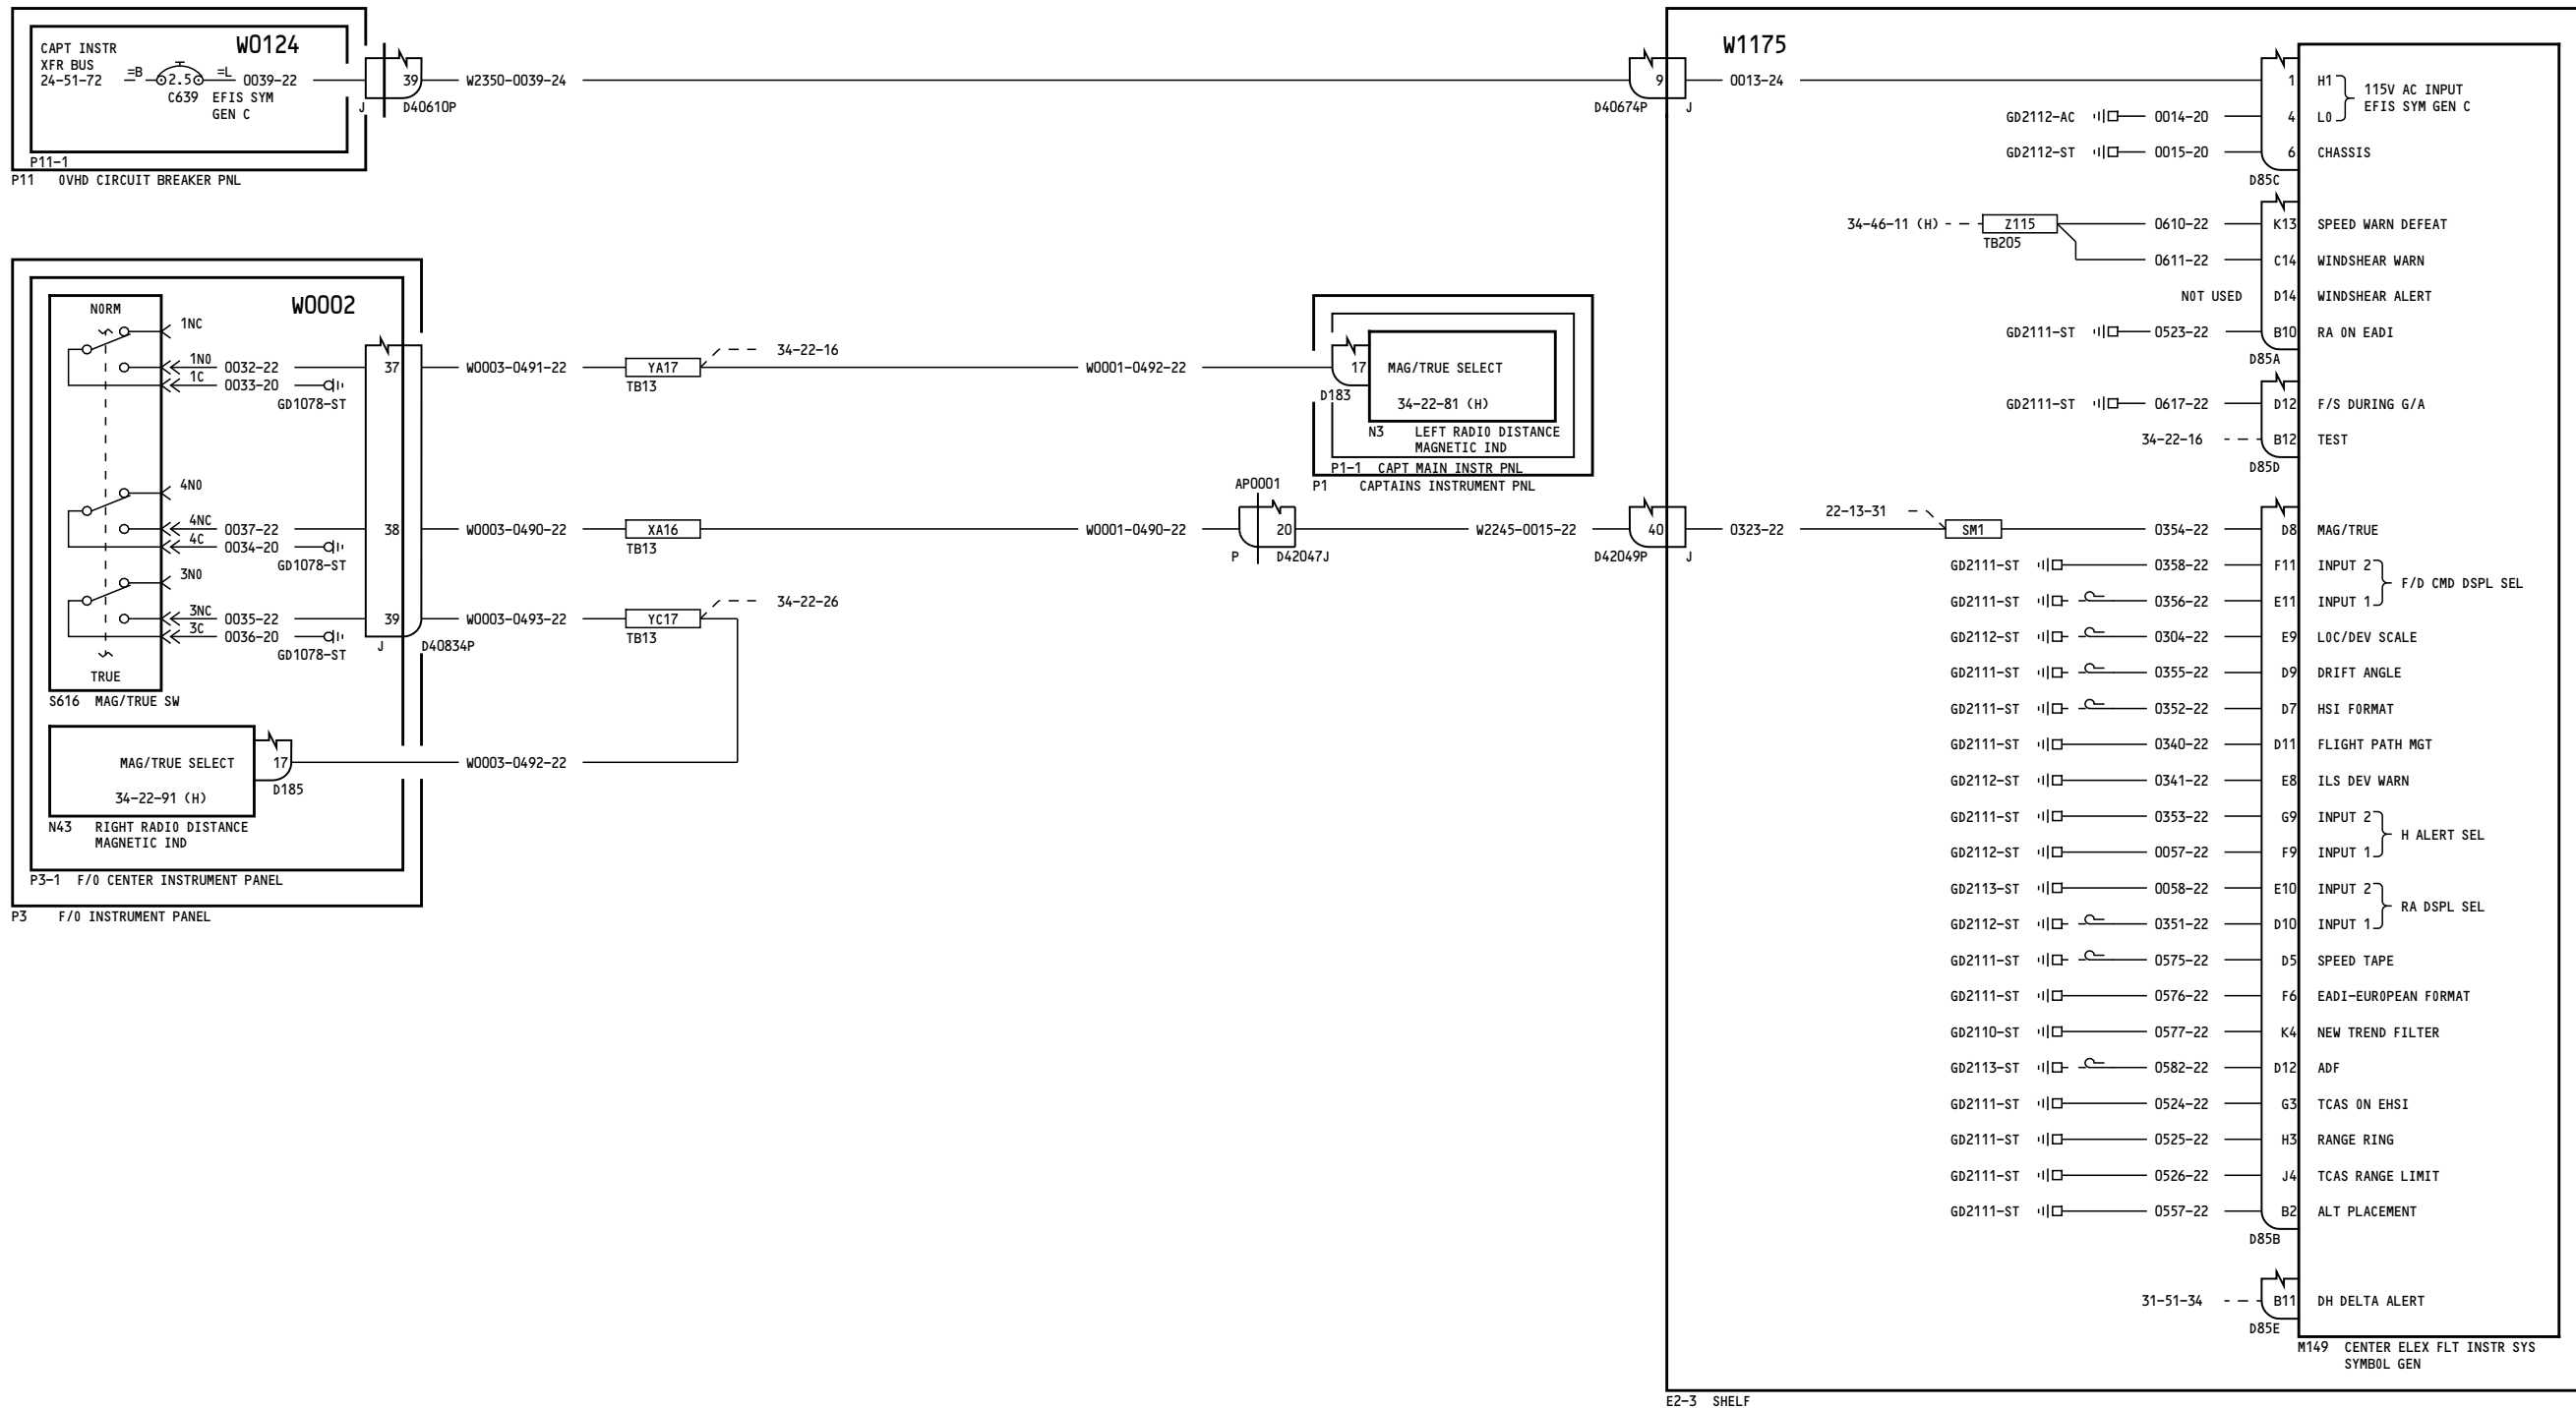 W0124
CAPT INSTR
XFR BUS
24-51-72
=B
2.5
=L
0039-22
C639
EFIS SYM
GEN C
P11-1
P11 OVHD CIRCUIT BREAKER PNL
39
J
D40610P
W2350-0039-24
9
D40674P
J
W1175
0013-24
1
H1
115V AC INPUT
EFIS SYM GEN C
GD2112-AC
0014-20
4
LO
GD2112-ST
0015-20
6
CHASSIS
D85C
34-46-11 (H)
Z115
TB205
0610-22
K13
SPEED WARN DEFEAT
0611-22
C14
WINDSHEAR WARN
NOT USED
D14
WINDSHEAR ALERT
GD2111-ST
0523-22
B10
RA ON EADI
D85A
GD2111-ST
0617-22
D12
F/S DURING G/A
34-22-16
B12
TEST
D85D
W0002
NORM
1NC
1NO
0032-22
1C
0033-20
GD1078-ST
37
W0003-0491-22
YA17
TB13
34-22-16
W0001-0492-22
17
D183
MAG/TRUE SELECT
34-22-81 (H)
N3 LEFT RADIO DISTANCE
MAGNETIC IND
P1-1 CAPT MAIN INSTR PNL
P1 CAPTAINS INSTRUMENT PNL
4NO
4NC
0037-22
4C
0034-20
GD1078-ST
38
W0003-0490-22
XA16
TB13
W0001-0490-22
AP0001
20
P
D42047J
W2245-0015-22
40
D42049P
J
0323-22
22-13-31
SM1
0354-22
D8
MAG/TRUE
3NO
3NC
0035-22
3C
0036-20
GD1078-ST
39
J
D40834P
W0003-0493-22
YC17
TB13
34-22-26
TRUE
S616 MAG/TRUE SW
MAG/TRUE SELECT
34-22-91 (H)
17
D185
W0003-0492-22
N43 RIGHT RADIO DISTANCE
MAGNETIC IND
P3-1 F/O CENTER INSTRUMENT PANEL
P3 F/O INSTRUMENT PANEL
GD2111-ST
0358-22
F11
INPUT 2
F/D CMD DSPL SEL
GD2111-ST
0356-22
E11
INPUT 1
GD2112-ST
0304-22
E9
LOC/DEV SCALE
GD2111-ST
0355-22
D9
DRIFT ANGLE
GD2111-ST
0352-22
D7
HSI FORMAT
GD2111-ST
0340-22
D11
FLIGHT PATH MGT
GD2112-ST
0341-22
E8
ILS DEV WARN
GD2111-ST
0353-22
G9
INPUT 2
H ALERT SEL
GD2112-ST
0057-22
F9
INPUT 1
GD2113-ST
0058-22
E10
INPUT 2
RA DSPL SEL
GD2112-ST
0351-22
D10
INPUT 1
GD2111-ST
0575-22
D5
SPEED TAPE
GD2111-ST
0576-22
F6
EADI-EUROPEAN FORMAT
GD2110-ST
0577-22
K4
NEW TREND FILTER
GD2113-ST
0582-22
D12
ADF
GD2111-ST
0524-22
G3
TCAS ON EHSI
GD2111-ST
0525-22
H3
RANGE RING
GD2111-ST
0526-22
J4
TCAS RANGE LIMIT
GD2111-ST
0557-22
B2
ALT PLACEMENT
D85B
31-51-34
B11
DH DELTA ALERT
D85E
M149 CENTER ELEX FLT INSTR SYS
SYMBOL GEN
E2-3 SHELF